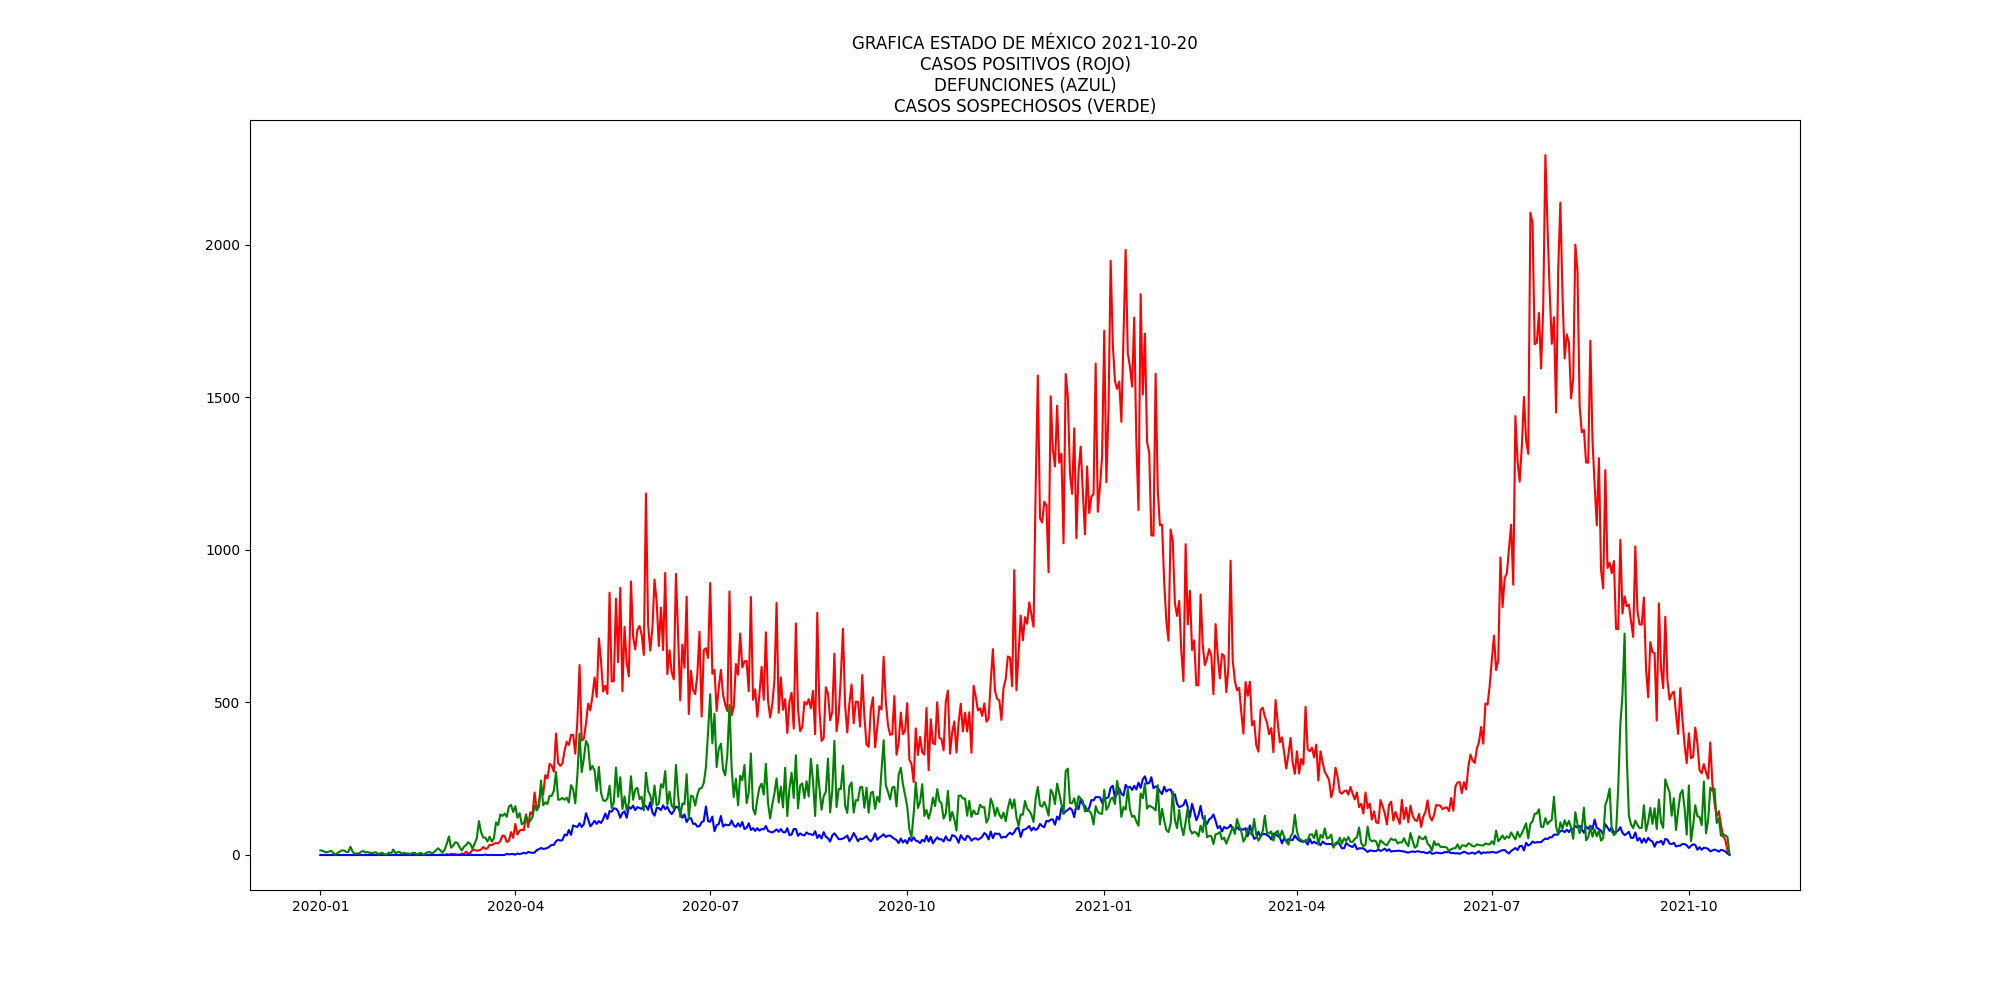 GRAFICA ESTADO DE MÉXICO 2021-10-20
CASOS POSITIVOS (ROJO)
DEFUNCIONES (AZUL)
CASOS SOSPECHOSOS (VERDE)
2000
1500
1000
500
0
2020-01 2020-04 2020-07 2020-10 2021-01 2021-04 2021-07 2021-10